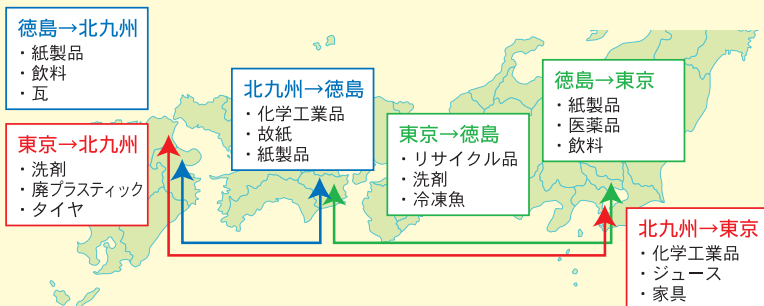 徳島→北九州
・紙製品
・飲料
・瓦
東京→北九州
・洗剤
・廃プラスティック
・タイヤ
北九州→徳島
・化学工業品
・故紙
・紙製品
東京→徳島
・リサイクル品
・洗剤
・冷凍魚
徳島→東京
・紙製品
・医薬品
・飲料
北九州→東京
・化学工業品
・ジュース
・家具